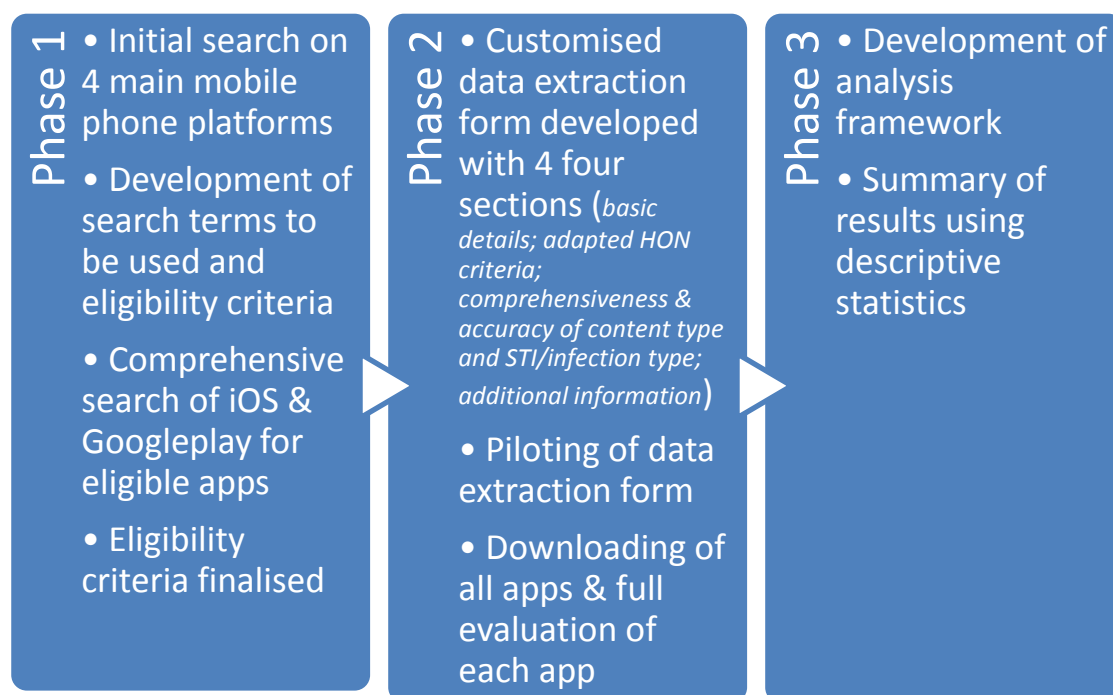 Phase 1
• Initial search on
4 main mobile
phone platforms
• Development of
search terms to
be used and
eligibility criteria
• Comprehensive
search of iOS &
Googleplay for
eligible apps
• Eligibility
criteria finalised
Phase 2
• Customised
data extraction
form developed
with 4 four
sections (basic
details; adapted HON
criteria;
comprehensiveness &
accuracy of content type
and STI/infection type;
additional information)
• Piloting of data
extraction form
• Downloading of
all apps & full
evaluation of
each app
Phase 3
• Development of
analysis
framework
• Summary of
results using
descriptive
statistics